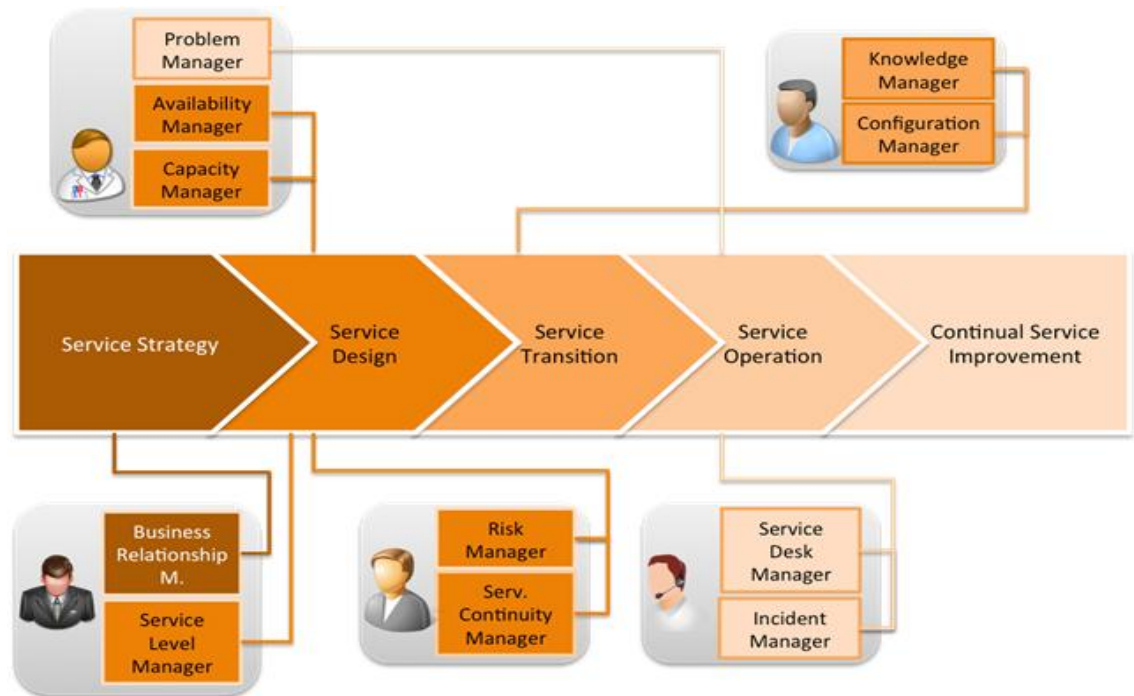 Problem
Manager
Availability
Manager
Capacity
Manager
Knowledge
Manager
Configuration
Manager
Service Strategy
Service
Design
Service
Transition
Service
Operation
Continual Service
Improvement
Business
Relationship
M.
Service
Level
Manager
Risk
Manager
Serv.
Continuity
Manager
Service
Desk
Manager
Incident
Manager